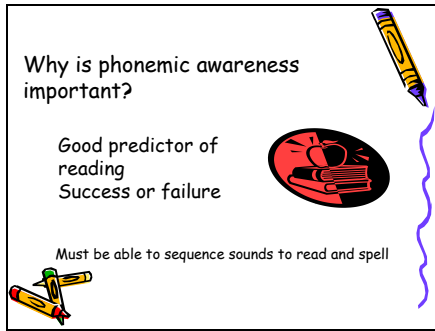 Why is phonemic awareness
important?
Good predictor of
reading
Success or failure
Must be able to sequence sounds to read and spell